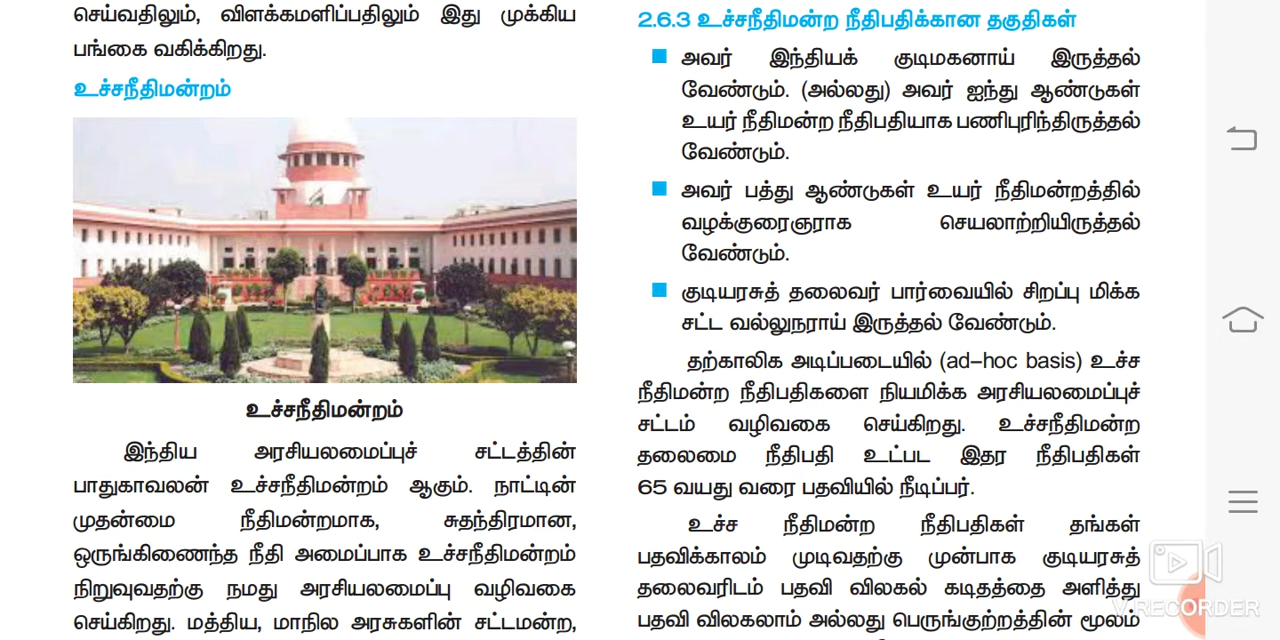 செய்வதிலும், விளக்கமளிப்பதிலும் இது முக்கிய
பங்கை வகிக்கிறது.
உச்சநீதிமன்றம்
உச்சநீதிமன்றம்
இந்திய அரசியலமைப்புச் சட்டத்தின்
பாதுகாவலன் உச்சநீதிமன்றம் ஆகும். நாட்டின்
முதன்மை நீதிமன்றமாக, சுதந்திரமான,
ஒருங்கிணைந்த நீதி அமைப்பாக உச்சநீதிமன்றம்
நிறுவுவதற்கு நமது அரசியலமைப்பு வழிவகை
செய்கிறது. மத்திய, மாநில அரசுகளின் சட்டமன்ற,
2.6.3 உச்சநீதிமன்ற நீதிபதிக்கான தகுதிகள்
அவர் இந்தியக் குடிமகனாய் இருத்தல்
வேண்டும். (அல்லது) அவர் ஐந்து ஆண்டுகள்
உயர் நீதிமன்ற நீதிபதியாக பணிபுரிந்திருத்தல்
வேண்டும்.
அவர் பத்து ஆண்டுகள் உயர் நீதிமன்றத்தில்
வழக்குரைஞராக செயலாற்றியிருத்தல்
வேண்டும்.
குடியரசுத் தலைவர் பார்வையில் சிறப்பு மிக்க
சட்ட வல்லுநராய் இருத்தல் வேண்டும்.
தற்காலிக அடிப்படையில் (ad-hoc basis) உச்ச
நீதிமன்ற நீதிபதிகளை நியமிக்க அரசியலமைப்புச்
சட்டம் வழிவகை செய்கிறது. உச்சநீதிமன்ற
தலைமை நீதிபதி உட்பட இதர நீதிபதிகள்
65 வயது வரை பதவியில் நீடிப்பர்.
உச்ச நீதிமன்ற நீதிபதிகள் தங்கள்
பதவிக்காலம் முடிவதற்கு முன்பாக குடியரசுத்
தலைவரிடம் பதவி விலகல் கடிதத்தை அளித்து
பதவி விலகலாம் அல்லது பெருங்குற்றத்தின் மூலம்
V RECORDER